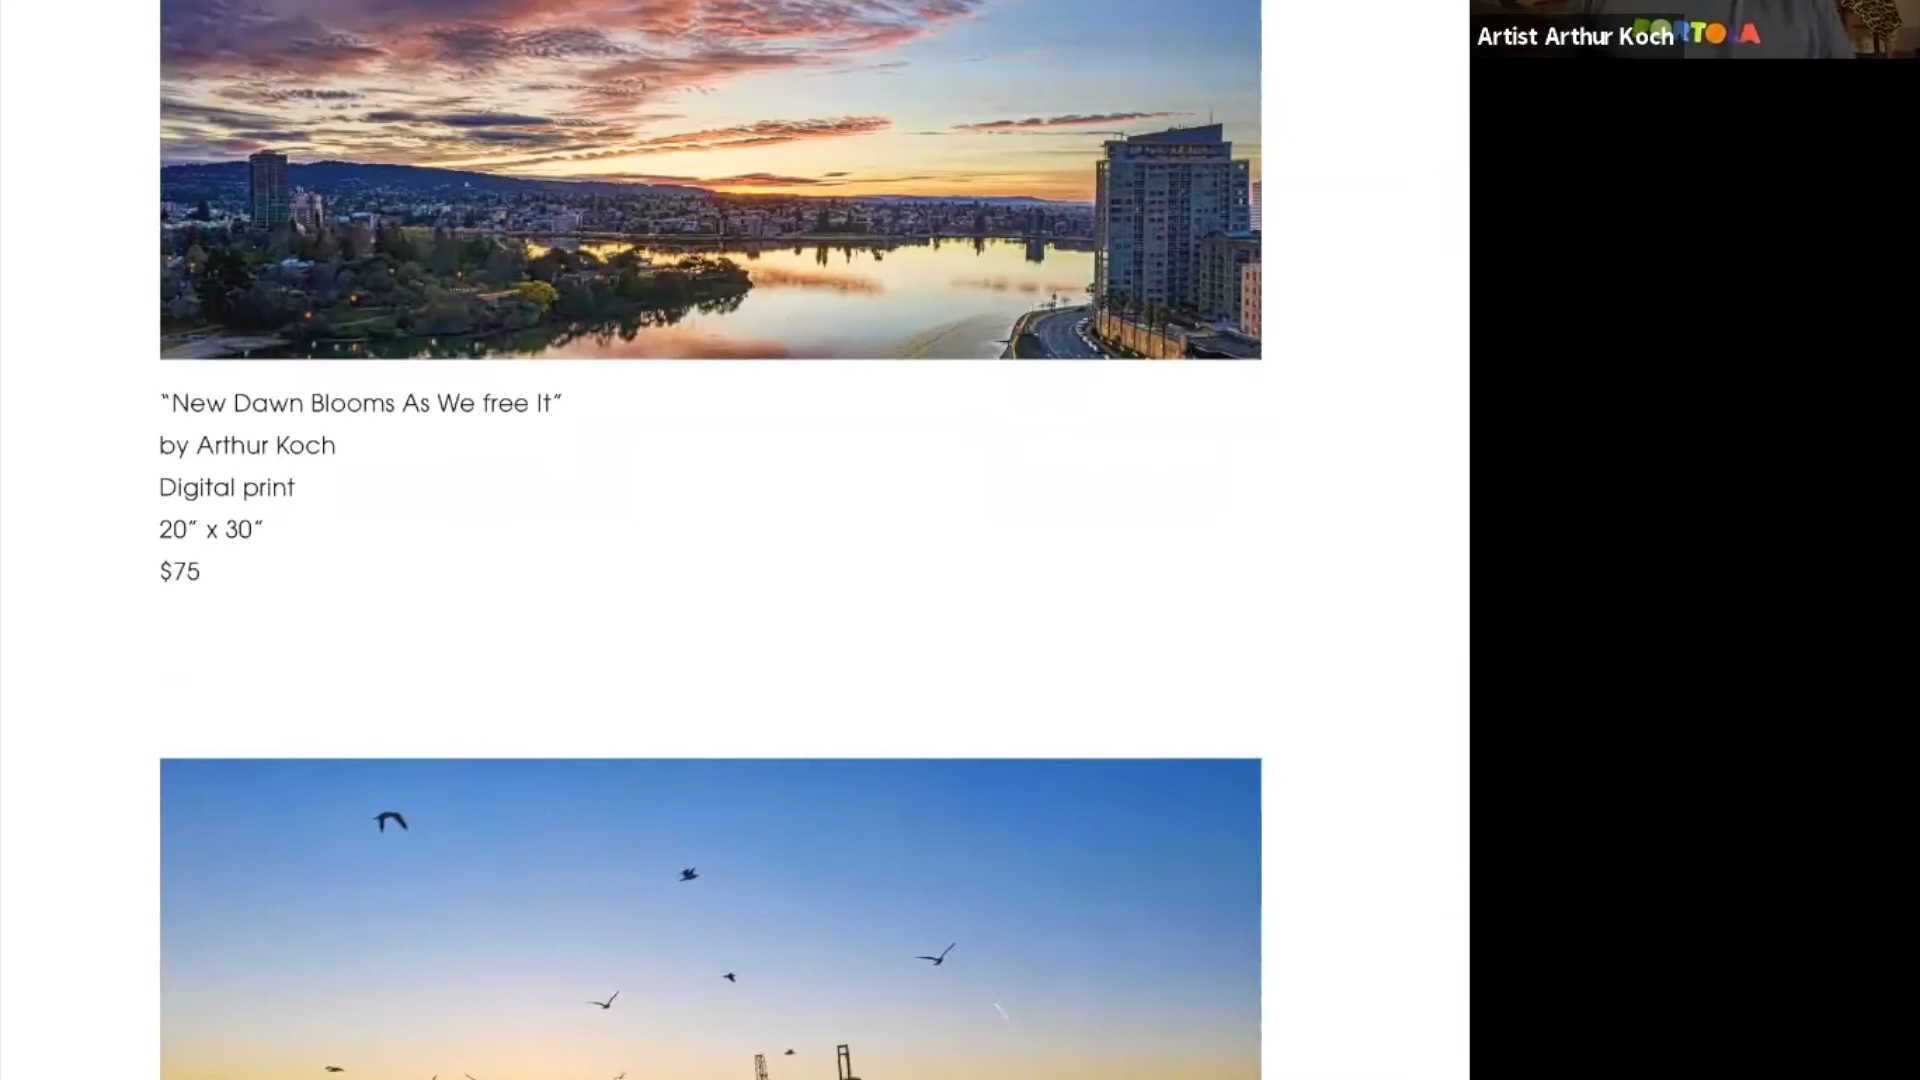 Artist Arthur Koch
“New Dawn Blooms As We free It”
by Arthur Koch
Digital print
20” x 30”
$75